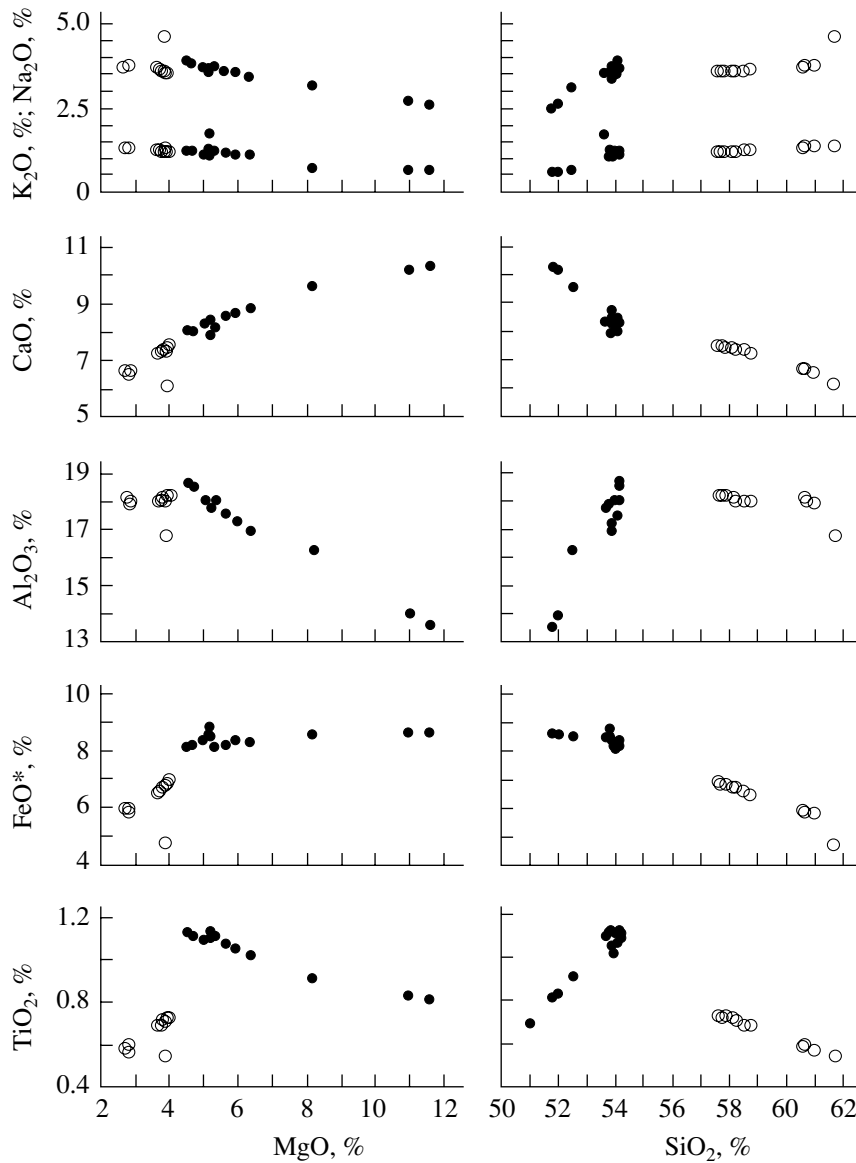 5.0
2.5
0
K₂O, %; Na₂O, %
11
9
7
5
CaO, %
19
17
15
13
Al₂O₃, %
10
8
6
4
FeO*, %
1.2
0.8
0.4
TiO₂, %
2 4 6 8 10 12
MgO, %
50 52 54 56 58 60 62
SiO₂, %